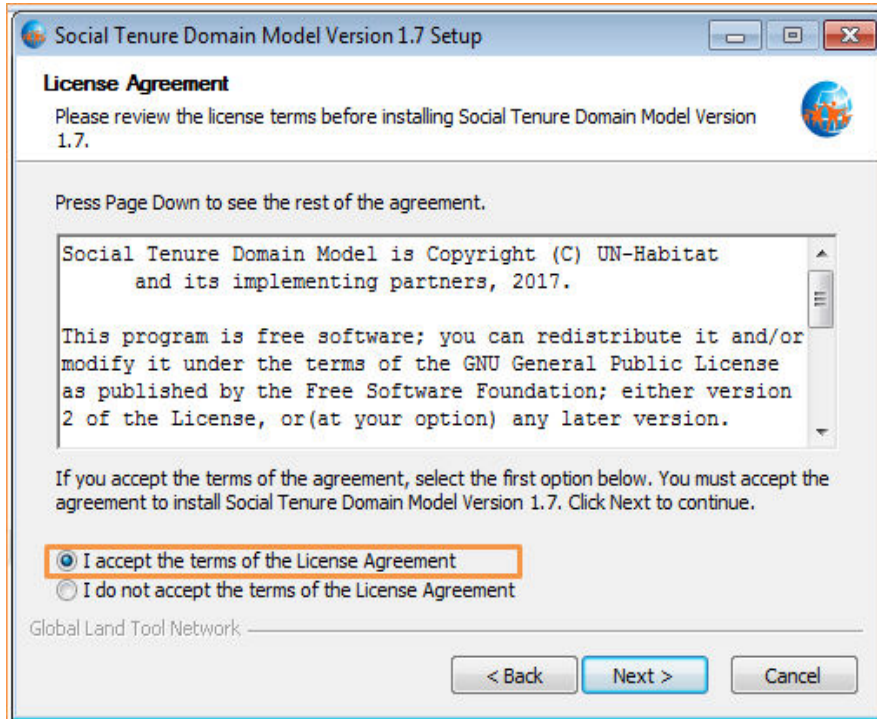 Social Tenure Domain Model Version 1.7 Setup
License Agreement
Please review the license terms before installing Social Tenure Domain Model Version
1.7.
Press Page Down to see the rest of the agreement.
Social Tenure Domain Model is Copyright (C) UN-Habitat
and its implementing partners, 2017.
This program is free software; you can redistribute it and/or
modify it under the terms of the GNU General Public License
as published by the Free Software Foundation; either version
2 of the License, or(at your option) any later version.
If you accept the terms of the agreement, select the first option below. You must accept the
agreement to install Social Tenure Domain Model Version 1.7. Click Next to continue.
I accept the terms of the License Agreement
I do not accept the terms of the License Agreement
Global Land Tool Network
< Back Next > Cancel